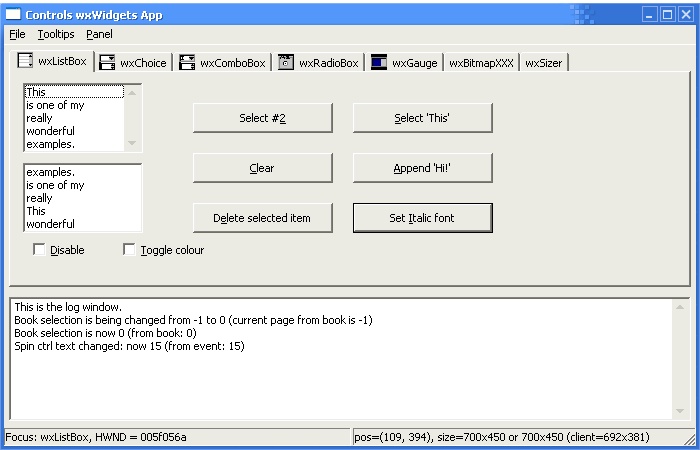 Controls wxWidgets App
File Tooltips Panel
wxListBox wxChoice wxComboBox wxRadioBox wxGauge wxBitmapXXX wxSizer
This
is one of my
really
wonderful
examples.
examples.
is one of my
really
This
wonderful
Select #2 Select 'This'
Clear Append 'Hi!'
Delete selected item Set Italic font
Disable Toggle colour
This is the log window.
Book selection is being changed from -1 to 0 (current page from book is -1)
Book selection is now 0 (from book: 0)
Spin ctrl text changed: now 15 (from event: 15)
Focus: wxListBox, HWND = 005f056a pos=(109, 394), size=700x450 or 700x450 (client=692x381)